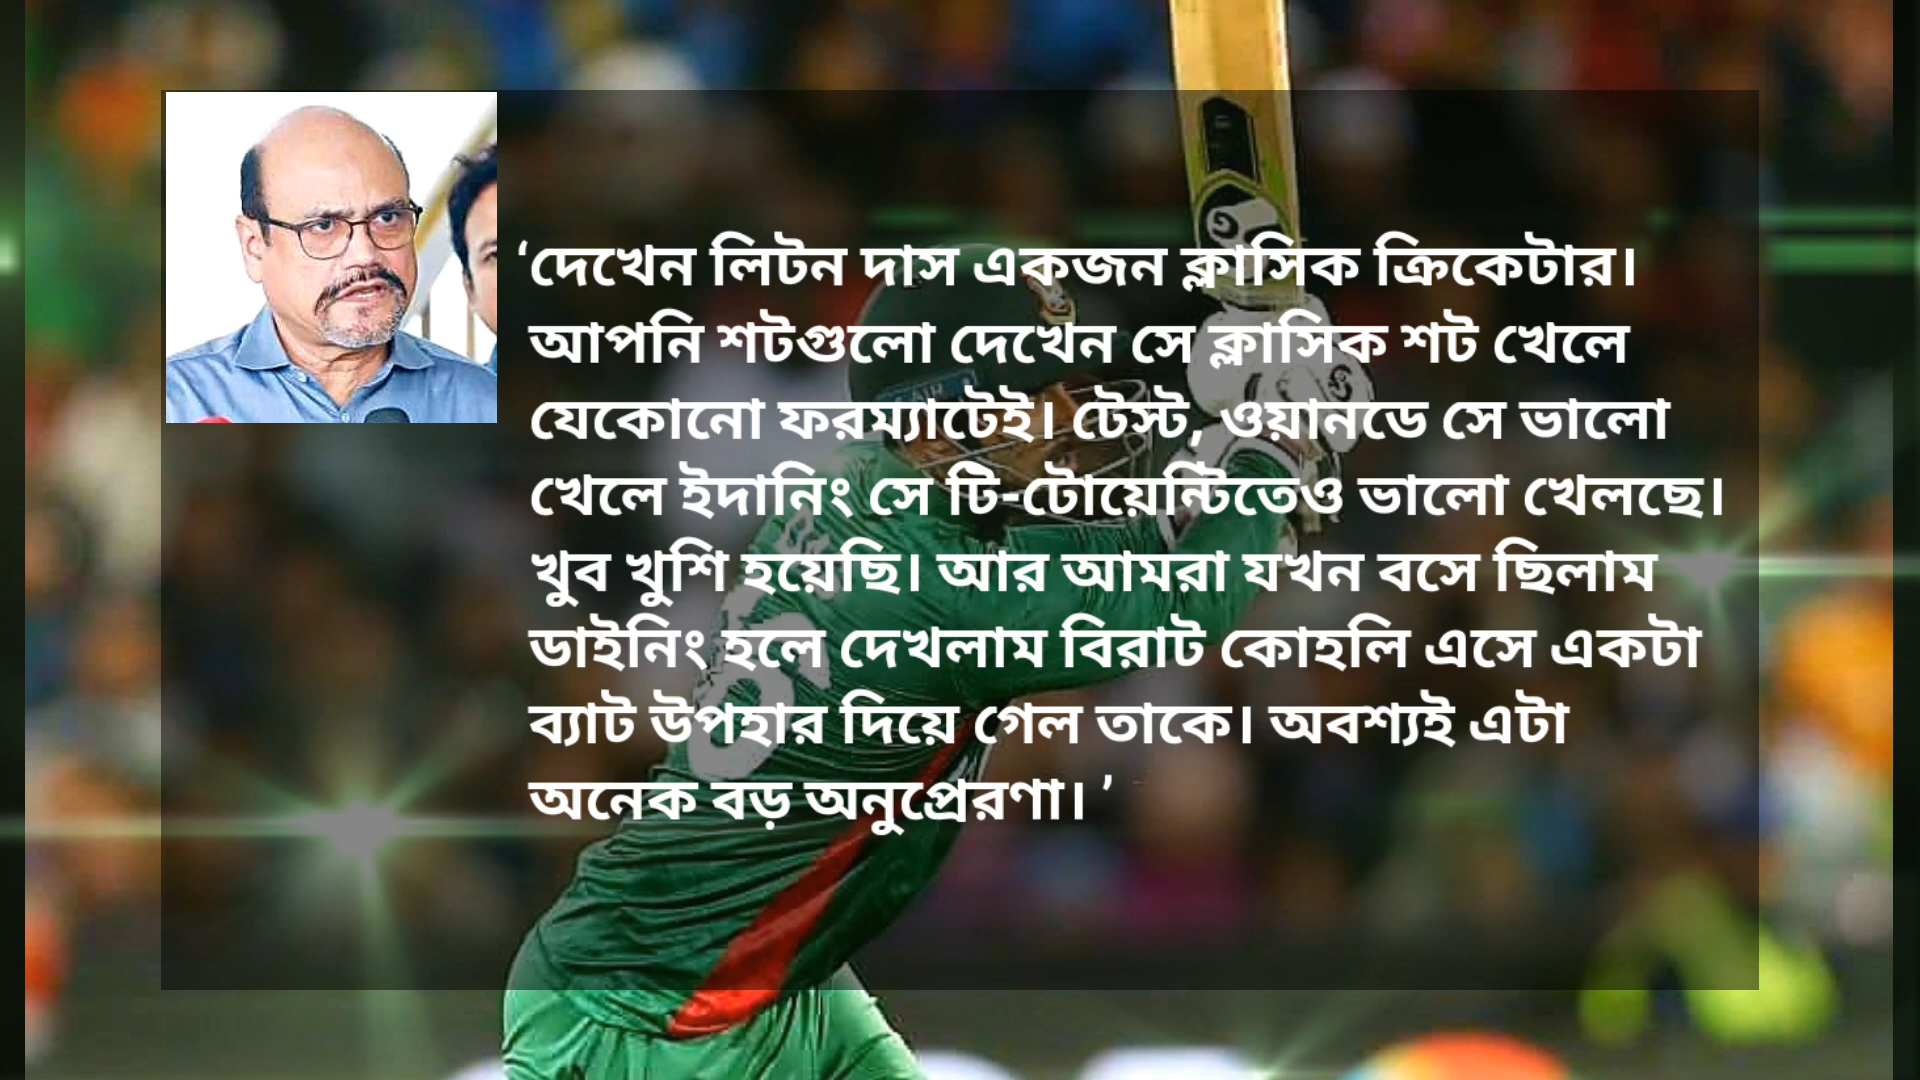 ‘দেখেন লিটন দাস একজন ক্লাসিক ক্রিকেটার।
আপনি শটগুলো দেখেন সে ক্লাসিক শট খেলে
যেকোনো ফরম্যাটেই। টেস্ট, ওয়ানডে সে ভালো
খেলে ইদানিং সে টি-টোয়েন্টিতেও ভালো খেলছে।
খুব খুশি হয়েছি। আর আমরা যখন বসে ছিলাম
ডাইনিং হলে দেখলাম বিরাট কোহলি এসে একটা
ব্যাট উপহার দিয়ে গেল তাকে। অবশ্যই এটা
অনেক বড় অনুপ্রেরণা। ’